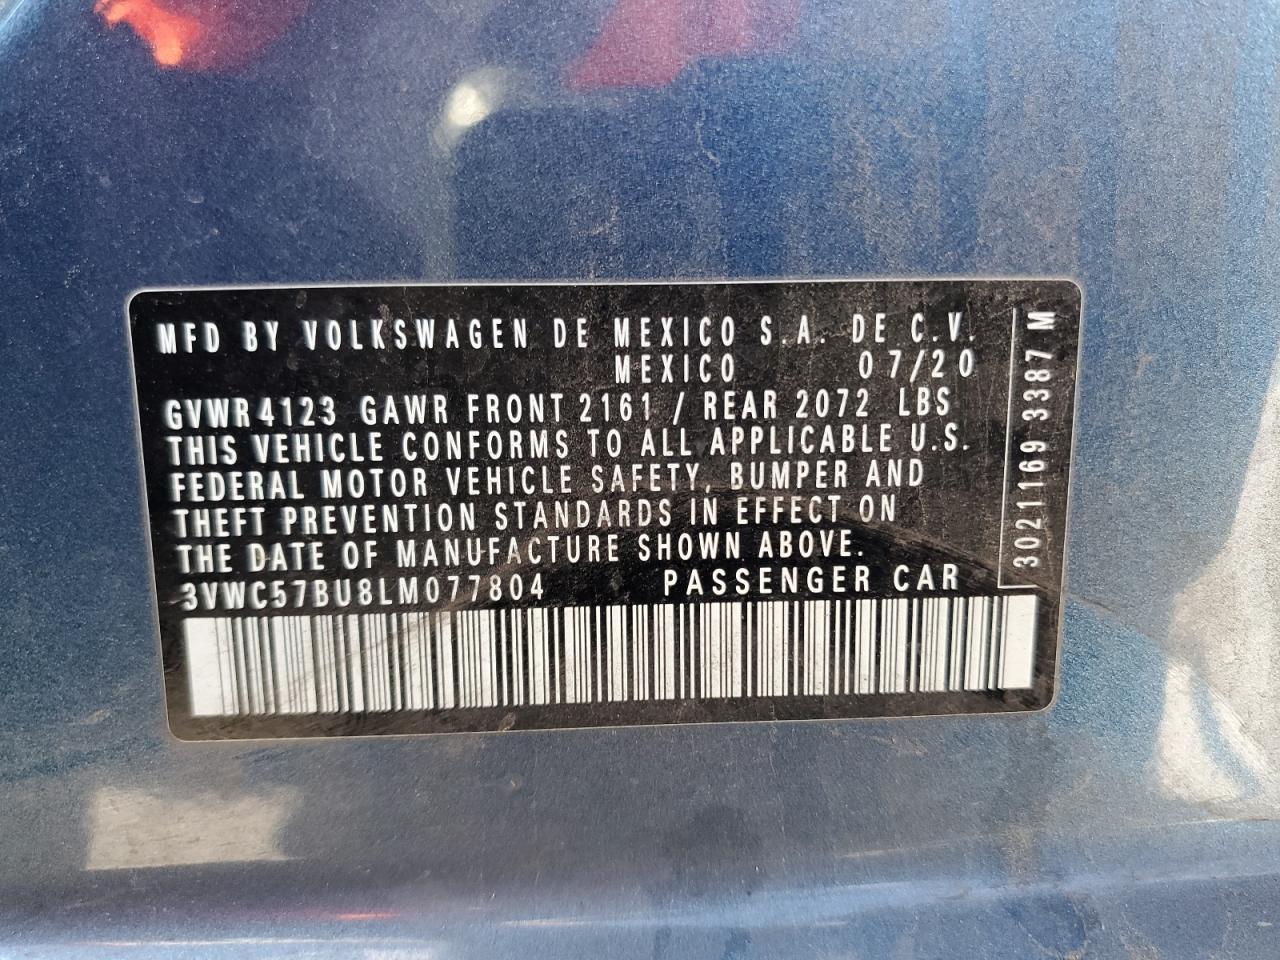 MFD BY VOLKSWAGEN DE MEXICO S.A. DE C.V.
MEXICO 07/20
GVWR 4123 GAWR FRONT 2161 / REAR 2072 LBS
THIS VEHICLE CONFORMS TO ALL APPLICABLE U.S.
FEDERAL MOTOR VEHICLE SAFETY, BUMPER AND
THEFT PREVENTION STANDARDS IN EFFECT ON
THE DATE OF MANUFACTURE SHOWN ABOVE.
3VWC57BU8LM077804 PASSENGER CAR
3021169 3387 M